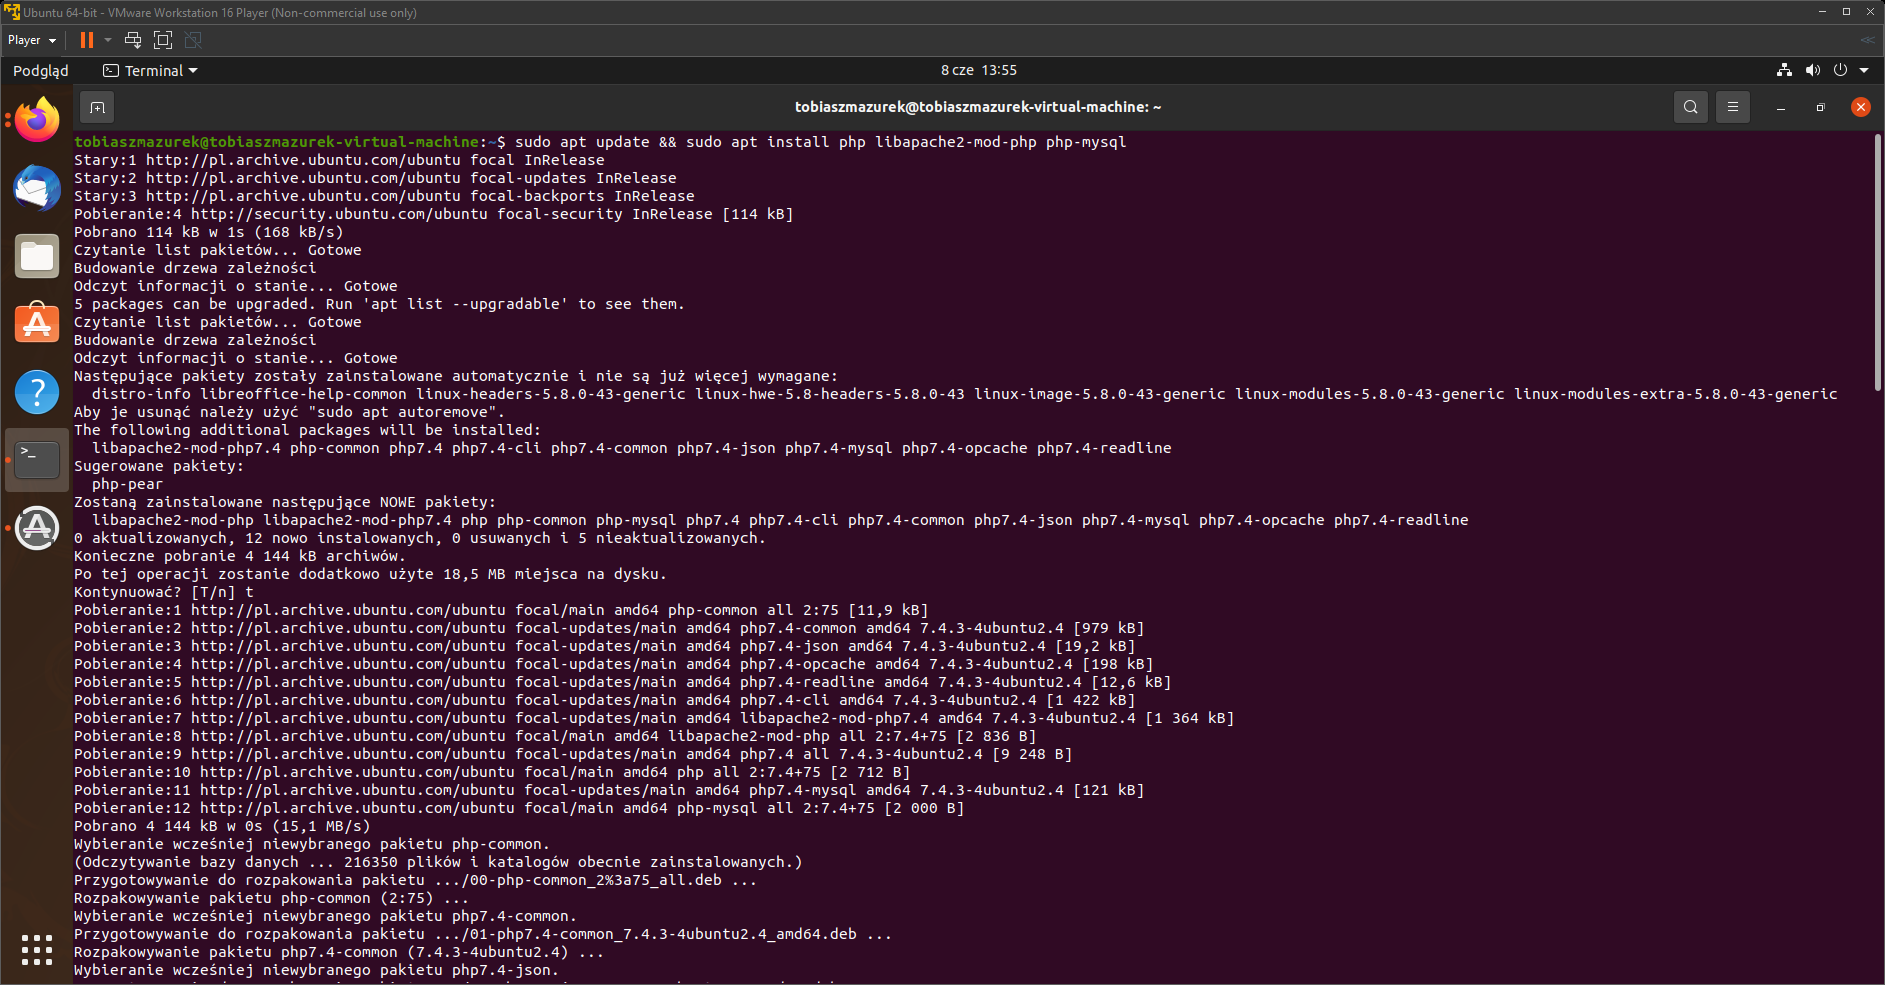 Ubuntu 64-bit - VMware Workstation 16 Player (Non-commercial use only)
Player
Podgląd Terminal 8 cze 13:55
tobiaszmazurek@tobiaszmazurek-virtual-machine: ~
tobiaszmazurek@tobiaszmazurek-virtual-machine:~$ sudo apt update && sudo apt install php libapache2-mod-php php-mysql
Stary:1 http://pl.archive.ubuntu.com/ubuntu focal InRelease
Stary:2 http://pl.archive.ubuntu.com/ubuntu focal-updates InRelease
Stary:3 http://pl.archive.ubuntu.com/ubuntu focal-backports InRelease
Pobieranie:4 http://security.ubuntu.com/ubuntu focal-security InRelease [114 kB]
Pobrano 114 kB w 1s (168 kB/s)
Czytanie list pakietów... Gotowe
Budowanie drzewa zależności
Odczyt informacji o stanie... Gotowe
5 packages can be upgraded. Run 'apt list --upgradable' to see them.
Czytanie list pakietów... Gotowe
Budowanie drzewa zależności
Odczyt informacji o stanie... Gotowe
Następujące pakiety zostały zainstalowane automatycznie i nie są już więcej wymagane:
distro-info libreoffice-help-common linux-headers-5.8.0-43-generic linux-hwe-5.8-headers-5.8.0-43 linux-image-5.8.0-43-generic linux-modules-5.8.0-43-generic linux-modules-extra-5.8.0-43-generic
Aby je usunąć należy użyć "sudo apt autoremove".
The following additional packages will be installed:
libapache2-mod-php7.4 php-common php7.4 php7.4-cli php7.4-common php7.4-json php7.4-mysql php7.4-opcache php7.4-readline
Sugerowane pakiety:
php-pear
Zostaną zainstalowane następujące NOWE pakiety:
libapache2-mod-php libapache2-mod-php7.4 php php-common php-mysql php7.4 php7.4-cli php7.4-common php7.4-json php7.4-mysql php7.4-opcache php7.4-readline
0 aktualizowanych, 12 nowo instalowanych, 0 usuwanych i 5 nieaktualizowanych.
Konieczne pobranie 4 144 kB archiwów.
Po tej operacji zostanie dodatkowo użyte 18,5 MB miejsca na dysku.
Kontynuować? [T/n] t
Pobieranie:1 http://pl.archive.ubuntu.com/ubuntu focal/main amd64 php-common all 2:75 [11,9 kB]
Pobieranie:2 http://pl.archive.ubuntu.com/ubuntu focal-updates/main amd64 php7.4-common amd64 7.4.3-4ubuntu2.4 [979 kB]
Pobieranie:3 http://pl.archive.ubuntu.com/ubuntu focal-updates/main amd64 php7.4-json amd64 7.4.3-4ubuntu2.4 [19,2 kB]
Pobieranie:4 http://pl.archive.ubuntu.com/ubuntu focal-updates/main amd64 php7.4-opcache amd64 7.4.3-4ubuntu2.4 [198 kB]
Pobieranie:5 http://pl.archive.ubuntu.com/ubuntu focal-updates/main amd64 php7.4-readline amd64 7.4.3-4ubuntu2.4 [12,6 kB]
Pobieranie:6 http://pl.archive.ubuntu.com/ubuntu focal-updates/main amd64 php7.4-cli amd64 7.4.3-4ubuntu2.4 [1 422 kB]
Pobieranie:7 http://pl.archive.ubuntu.com/ubuntu focal-updates/main amd64 libapache2-mod-php7.4 amd64 7.4.3-4ubuntu2.4 [1 364 kB]
Pobieranie:8 http://pl.archive.ubuntu.com/ubuntu focal/main amd64 libapache2-mod-php all 2:7.4+75 [2 836 B]
Pobieranie:9 http://pl.archive.ubuntu.com/ubuntu focal-updates/main amd64 php7.4 all 7.4.3-4ubuntu2.4 [9 248 B]
Pobieranie:10 http://pl.archive.ubuntu.com/ubuntu focal/main amd64 php all 2:7.4+75 [2 712 B]
Pobieranie:11 http://pl.archive.ubuntu.com/ubuntu focal-updates/main amd64 php7.4-mysql amd64 7.4.3-4ubuntu2.4 [121 kB]
Pobieranie:12 http://pl.archive.ubuntu.com/ubuntu focal/main amd64 php-mysql all 2:7.4+75 [2 000 B]
Pobrano 4 144 kB w 0s (15,1 MB/s)
Wybieranie wcześniej niewybranego pakietu php-common.
(Odczytywanie bazy danych ... 216350 plików i katalogów obecnie zainstalowanych.)
Przygotowywanie do rozpakowania pakietu .../00-php-common_2%3a75_all.deb ...
Rozpakowywanie pakietu php-common (2:75) ...
Wybieranie wcześniej niewybranego pakietu php7.4-common.
Przygotowywanie do rozpakowania pakietu .../01-php7.4-common_7.4.3-4ubuntu2.4_amd64.deb ...
Rozpakowywanie pakietu php7.4-common (7.4.3-4ubuntu2.4) ...
Wybieranie wcześniej niewybranego pakietu php7.4-json.